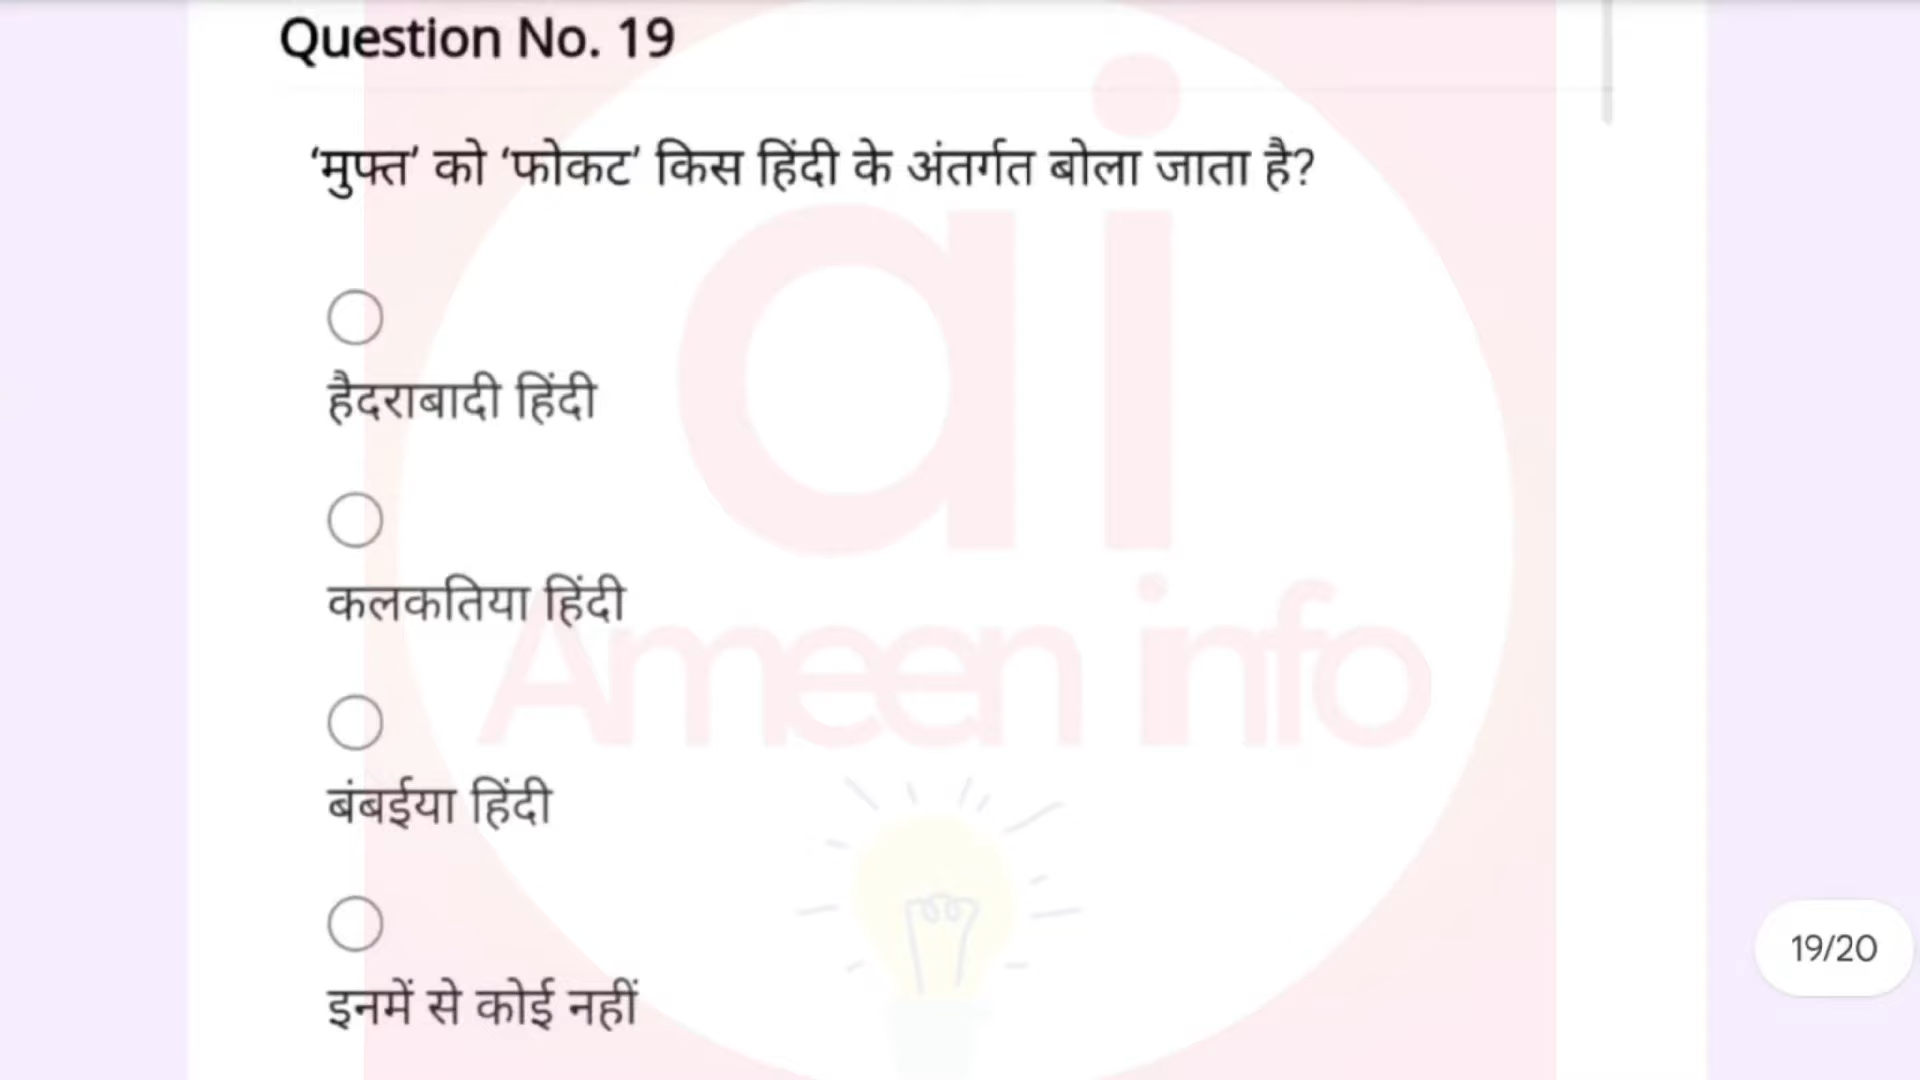 Question No. 19
‘मुफ्त’ को ‘फोकट’ किस हिंदी के अंतर्गत बोला जाता है?
हैदराबादी हिंदी
कलकतिया हिंदी
बंबईया हिंदी
इनमें से कोई नहीं
19/20
ai
Ameen info